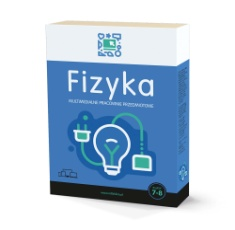 Fizyka
MULTIMEDIALNE PRACOWNIE PRZEDMIOTOWE
7-8